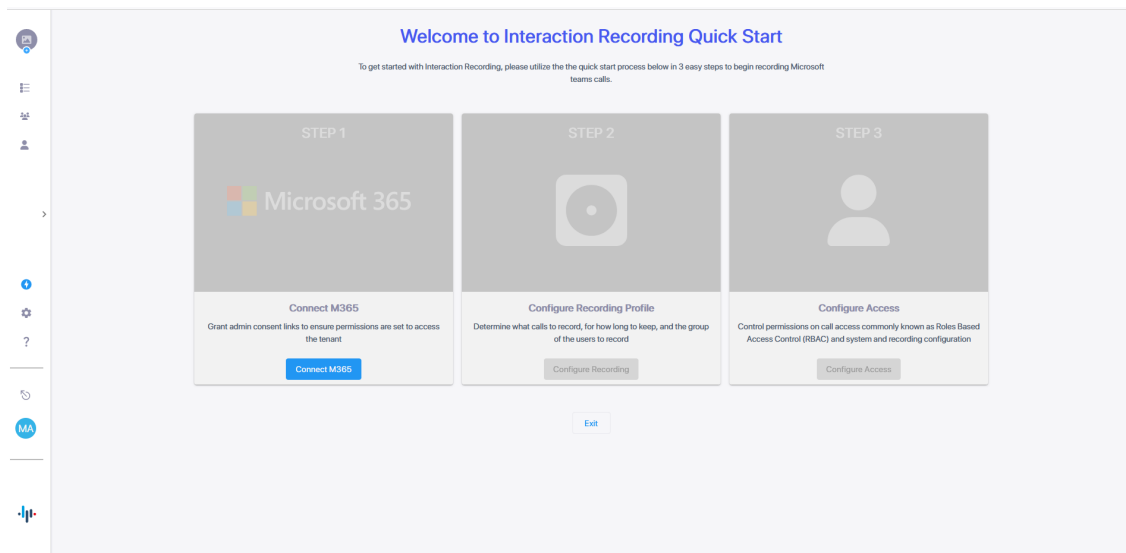 Welcome to Interaction Recording Quick Start
To get started with Interaction Recording, please utilize the the quick start process below in 3 easy steps to begin recording Microsoft
teams calls.
STEP 1
Microsoft 365
Connect M365
Grant admin consent links to ensure permissions are set to access
the tenant
Connect M365
STEP 2
Configure Recording Profile
Determine what calls to record, for how long to keep, and the group
of the users to record
Configure Recording
STEP 3
Configure Access
Control permissions on call access commonly known as Roles Based
Access Control (RBAC) and system and recording configuration
Configure Access
Exit
?
MA